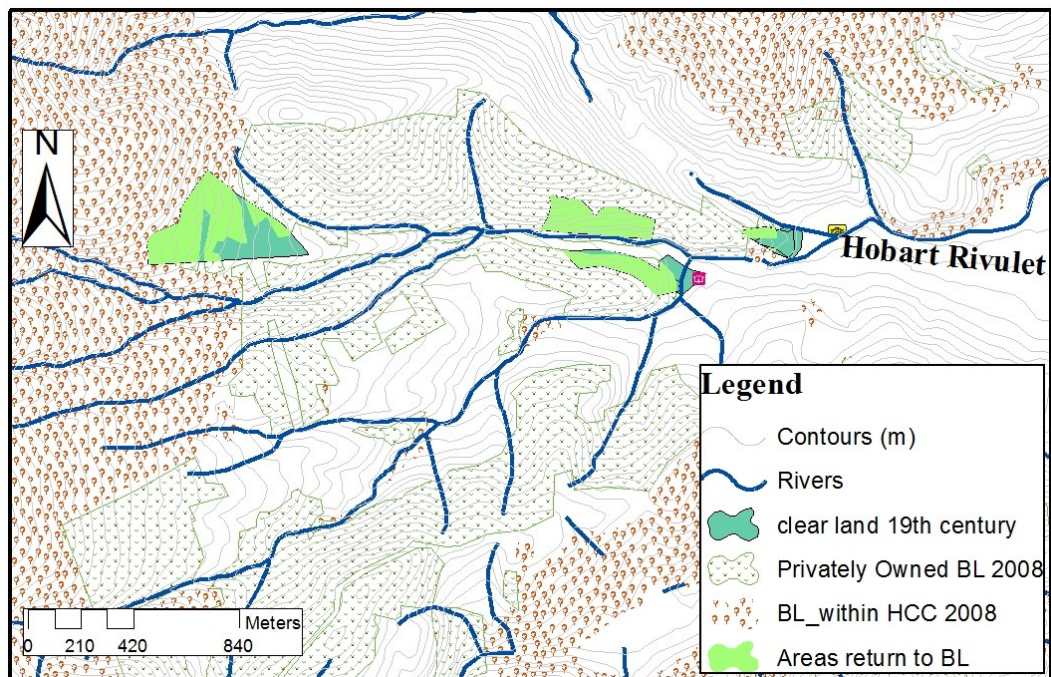 N
Hobart Rivulet
Legend
Contours (m)
Rivers
clear land 19th century
Privately Owned BL 2008
BL_within HCC 2008
Areas return to BL
Meters
0 210 420 840